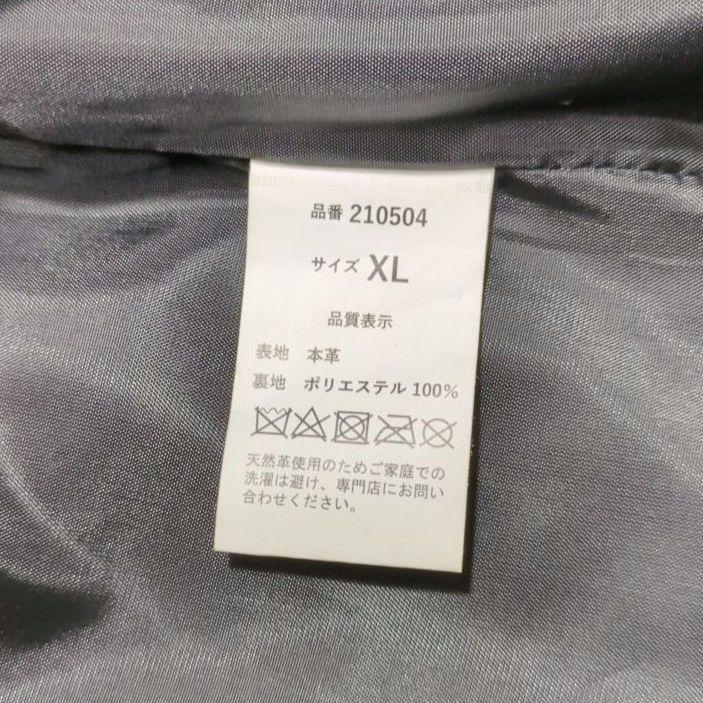 品番 210504
サイズ XL
品質表示
表地 本革
裏地 ポリエステル 100%
天然革使用のためご家庭での
洗濯は避け、専門店にお問い
合わせください。